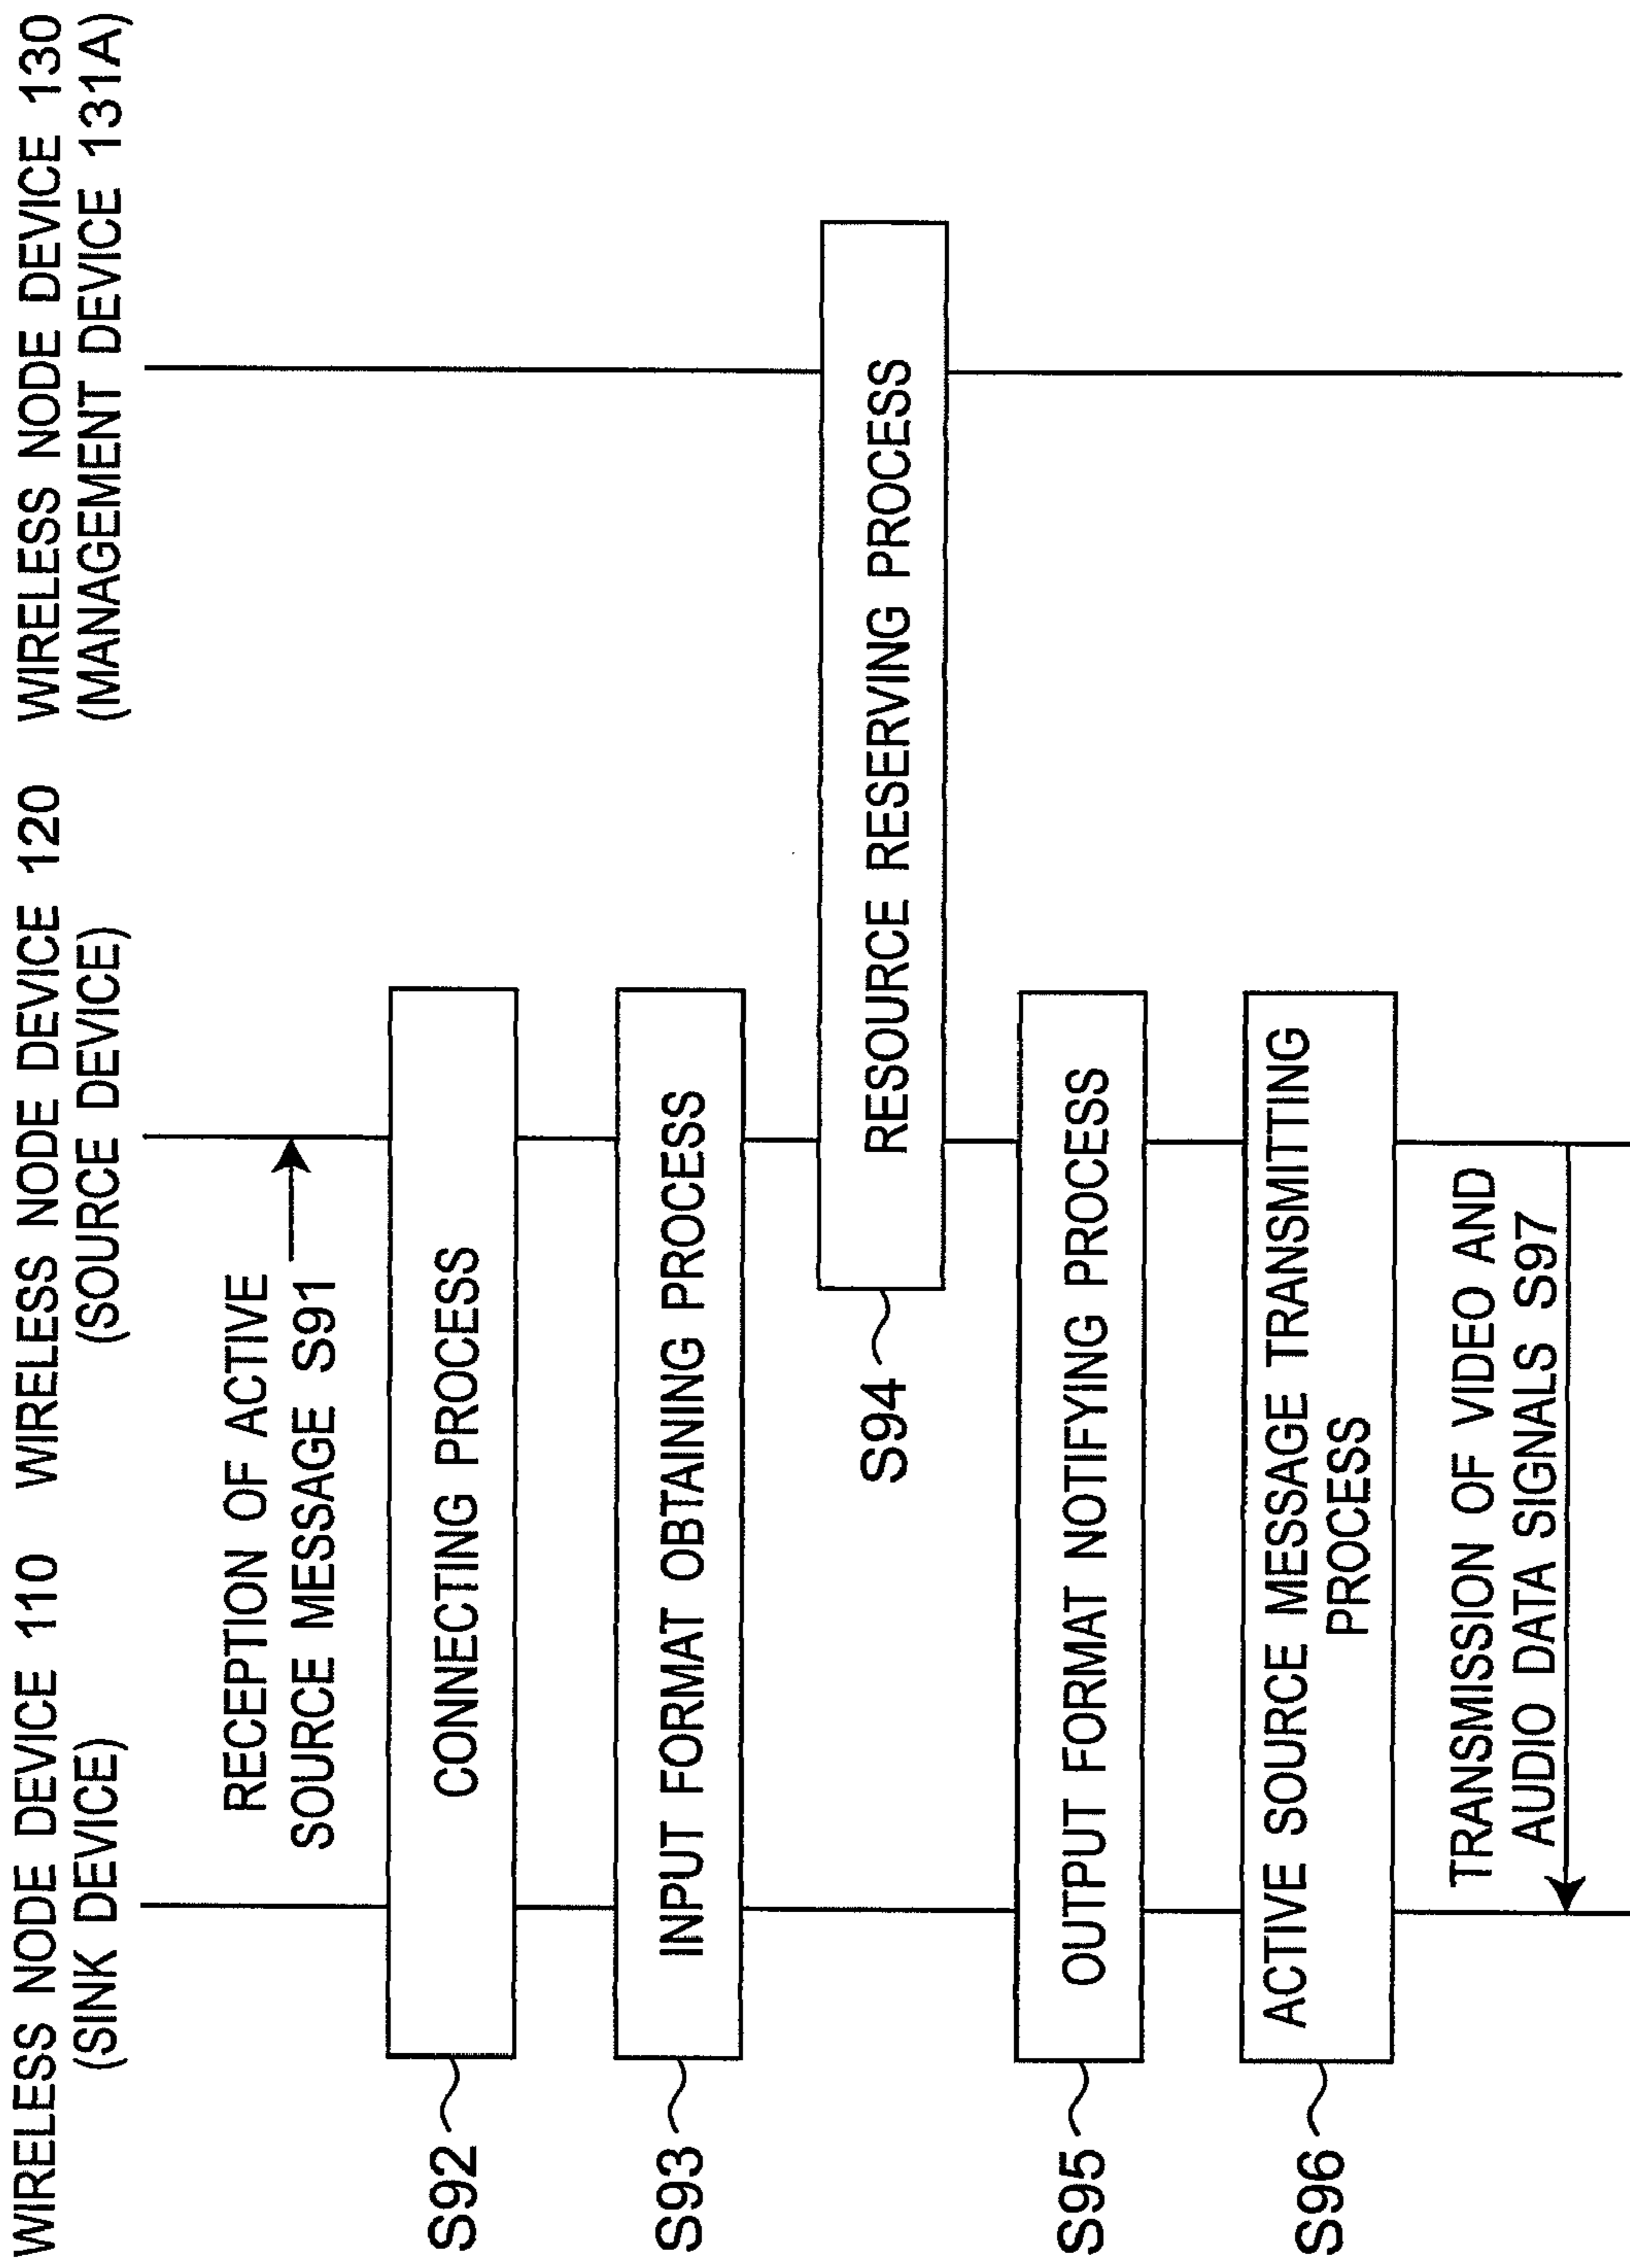 WIRELESS NODE DEVICE 110
(SINK DEVICE)
WIRELESS NODE DEVICE 120
(SOURCE DEVICE)
WIRELESS NODE DEVICE 130
(MANAGEMENT DEVICE 131A)
RECEPTION OF ACTIVE
SOURCE MESSAGE S91
S92
CONNECTING PROCESS
S93
INPUT FORMAT OBTAINING PROCESS
S94
RESOURCE RESERVING PROCESS
S95
OUTPUT FORMAT NOTIFYING PROCESS
S96
ACTIVE SOURCE MESSAGE TRANSMITTING
PROCESS
TRANSMISSION OF VIDEO AND
AUDIO DATA SIGNALS S97